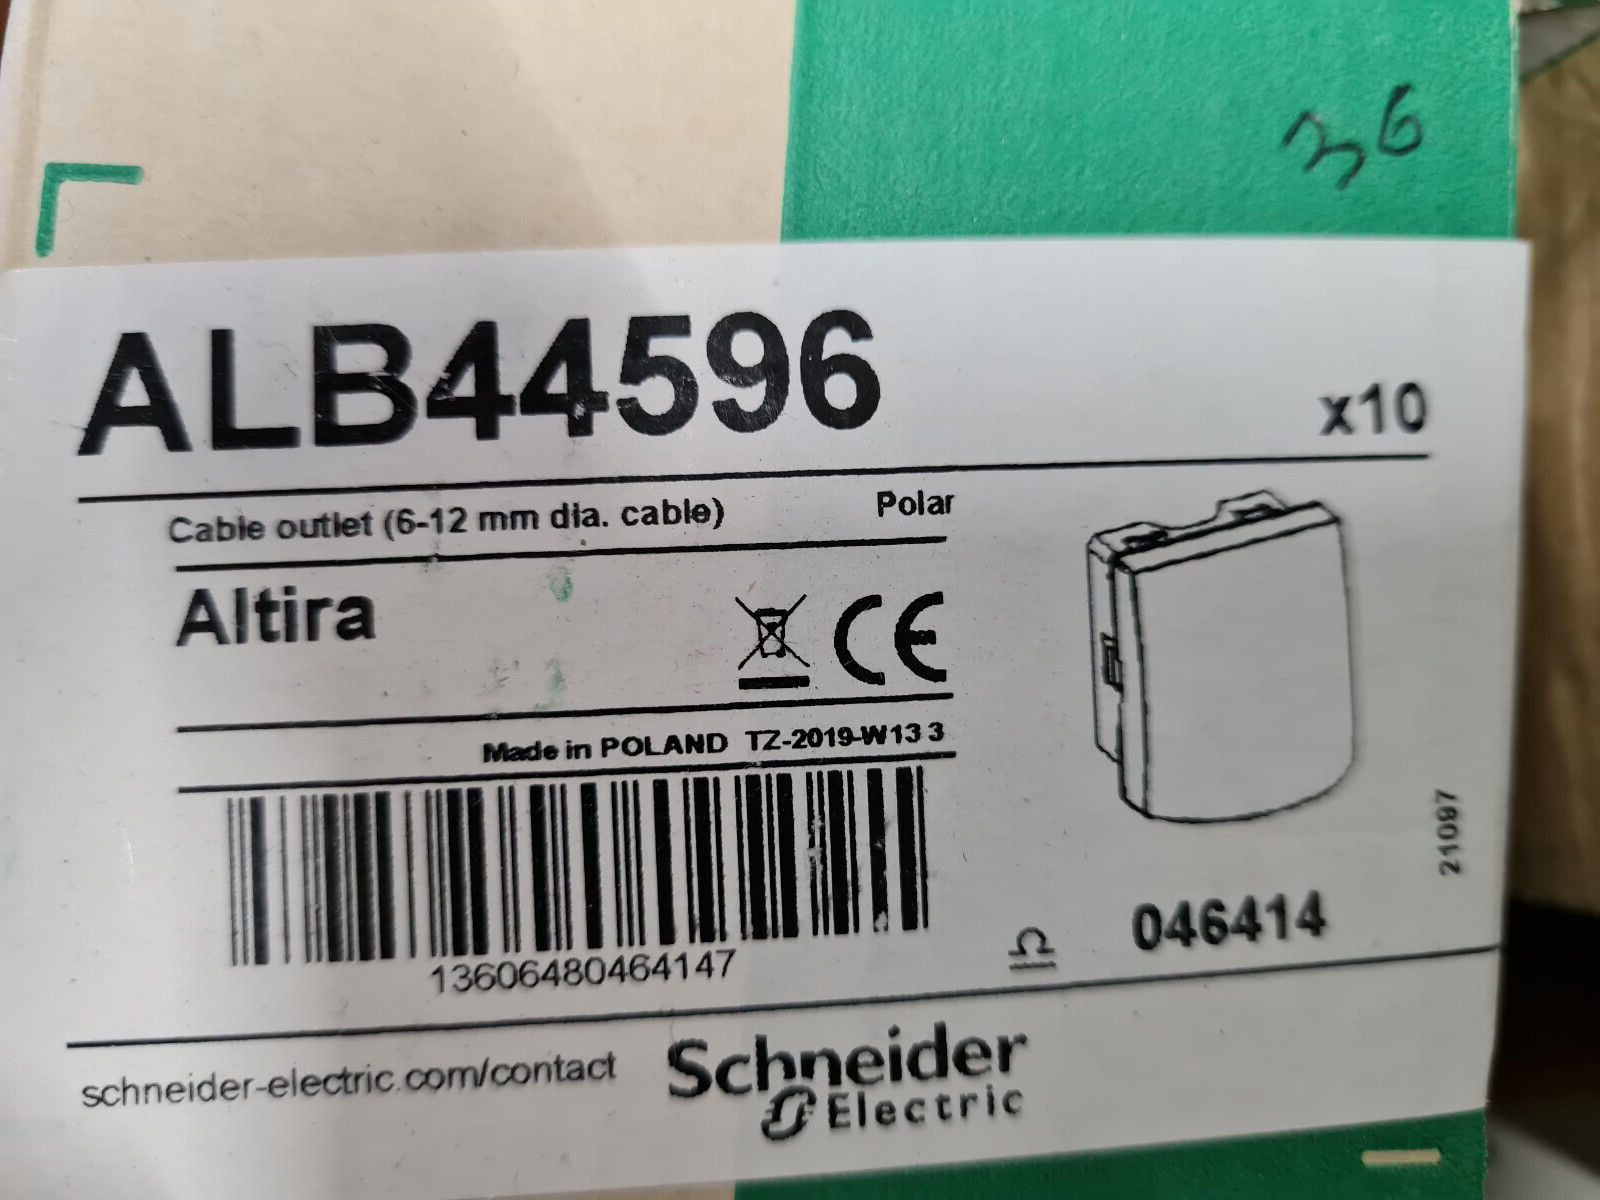 36
ALB44596
x10
Cable outlet (6-12 mm dia. cable) Polar
Altira
CE
Made in POLAND TZ-2019-W13 3
13606480464147
21097
046414
schneider-electric.com/contact
Schneider
Electric